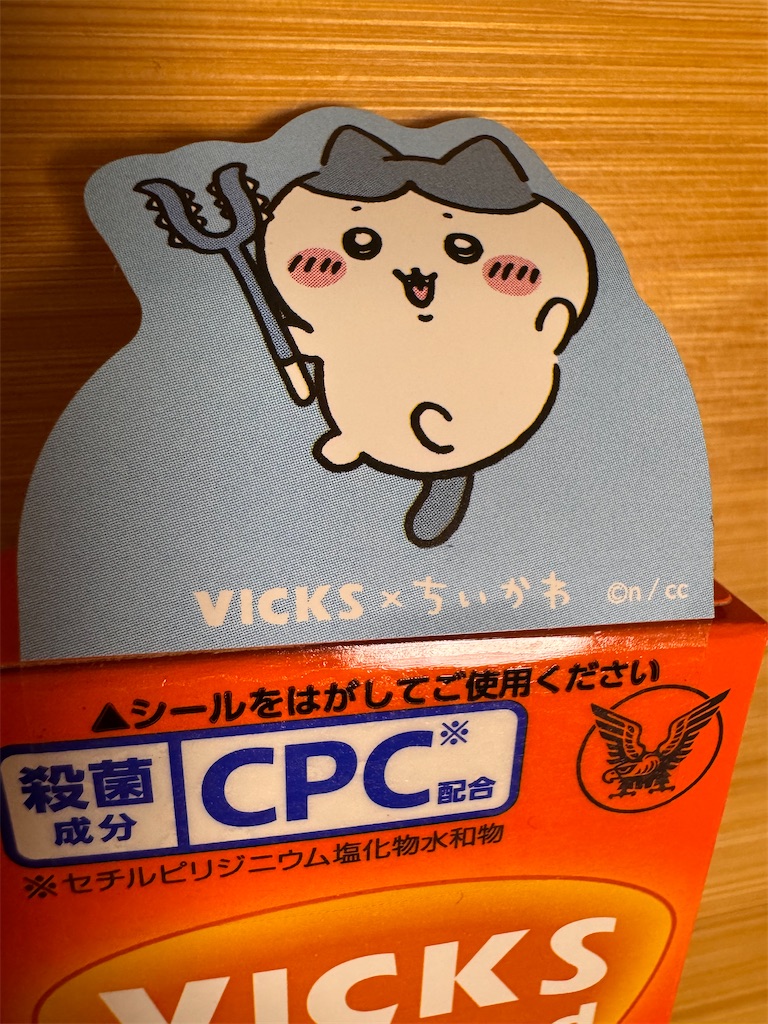 VICKS×ちいかわ ©n/cc
▲シールをはがしてご使用ください
殺菌成分 CPC※配合
※セチルピリジニウム塩化物水和物
VICKS